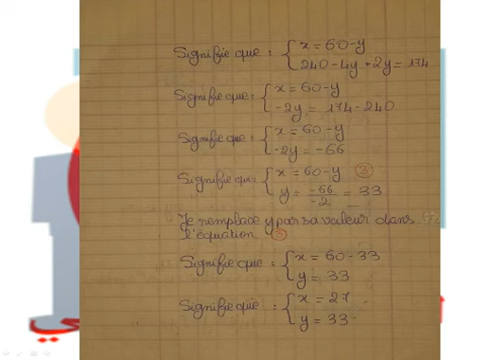 Signifie que : { x = 60 - y
240 - 4y + 2y = 174
Signifie que : { x = 60 - y
-2y = 174 - 240
Signifie que : { x = 60 - y
-2y = -66
Signifie que : { x = 60 - y ③
y = -66/-2 = 33
Je remplace y par sa valeur dans
l'équation ③
Signifie que : { x = 60 - 33
y = 33
Signifie que : { x = 27
y = 33